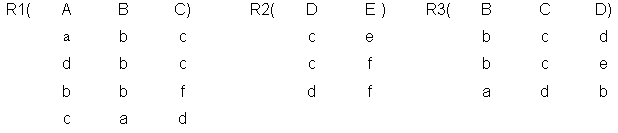 R1( A B C) R2( D E ) R3( B C D)
a b c c e b c d
d b c c f b c e
b b f d f a d b
c a d